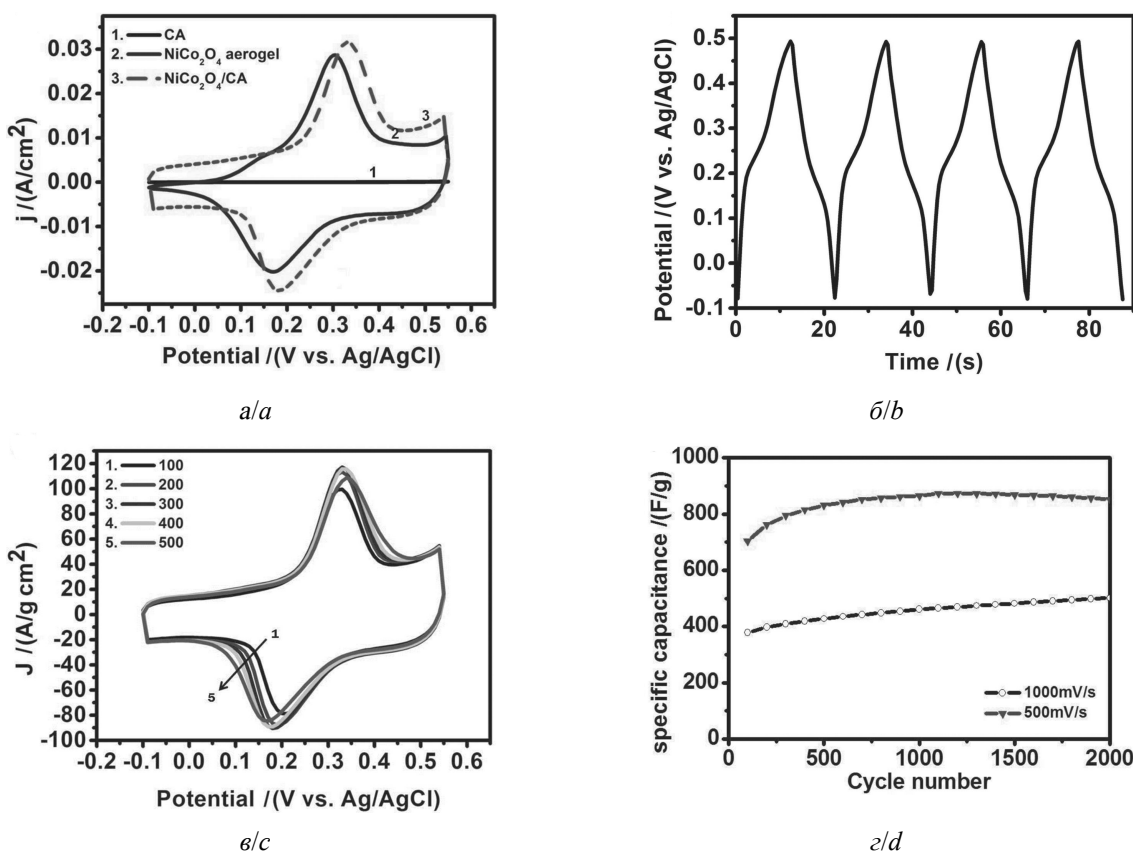 1. CA
2. NiCo₂O₄ aerogel
3. NiCo₂O₄/CA
0.03
0.02
0.01
0.00
-0.01
-0.02
j /(A/cm²)
1
2
3
-0.2 -0.1 0.0 0.1 0.2 0.3 0.4 0.5 0.6
Potential /(V vs. Ag/AgCl)
а/a
0.5
0.4
0.3
0.2
0.1
0.0
-0.1
Potential /(V vs. Ag/AgCl)
0 20 40 60 80
Time /(s)
б/b
1. 100
2. 200
3. 300
4. 400
5. 500
120
100
80
60
40
20
0
-20
-40
-60
-80
-100
J /(A/g cm²)
1
5
-0.2 -0.1 0.0 0.1 0.2 0.3 0.4 0.5 0.6
Potential /(V vs. Ag/AgCl)
в/c
1000
800
600
400
200
0
specific capacitance /(F/g)
1000mV/s
500mV/s
0 500 1000 1500 2000
Cycle number
г/d